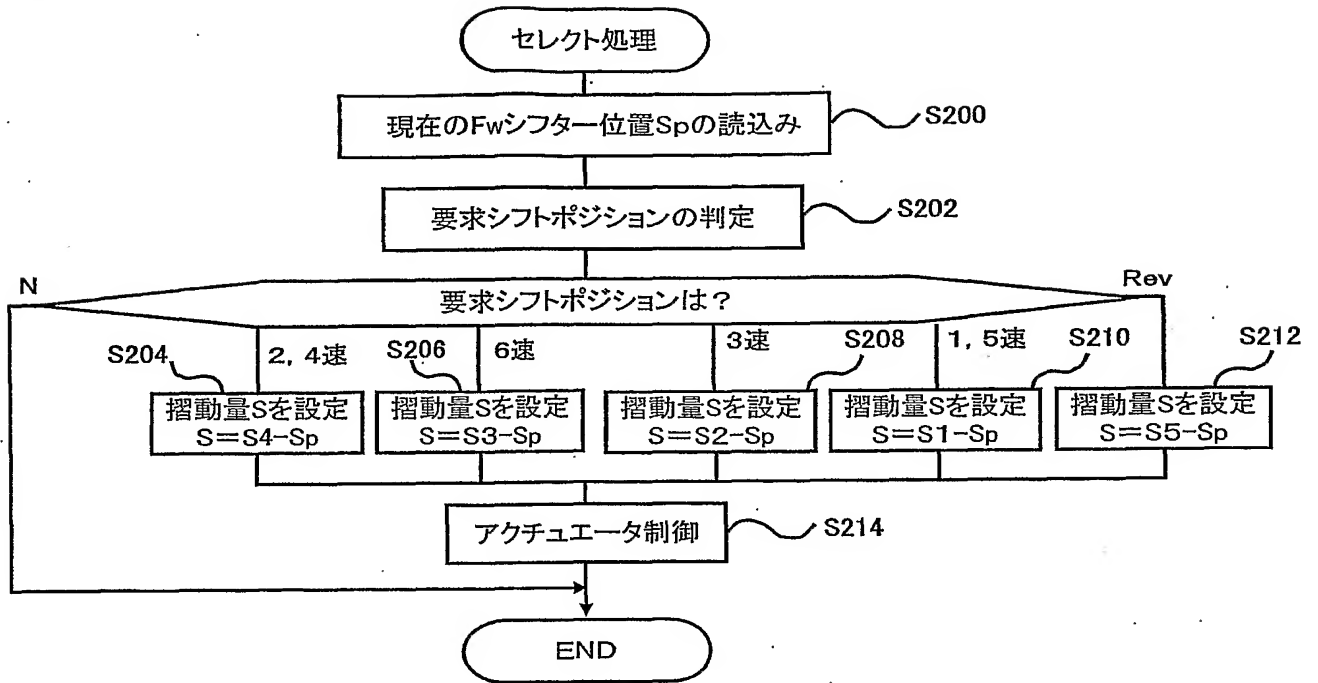 セレクト処理
現在のFwシフター位置Spの読込み
S200
要求シフトポジションの判定
S202
N
要求シフトポジションは？
Rev
S204
2，4速
S206
6速
3速
S208
1，5速
S210
S212
摺動量Sを設定
S＝S4-Sp
摺動量Sを設定
S＝S3-Sp
摺動量Sを設定
S＝S2-Sp
摺動量Sを設定
S＝S1-Sp
摺動量Sを設定
S＝S5-Sp
アクチュエータ制御
S214
END